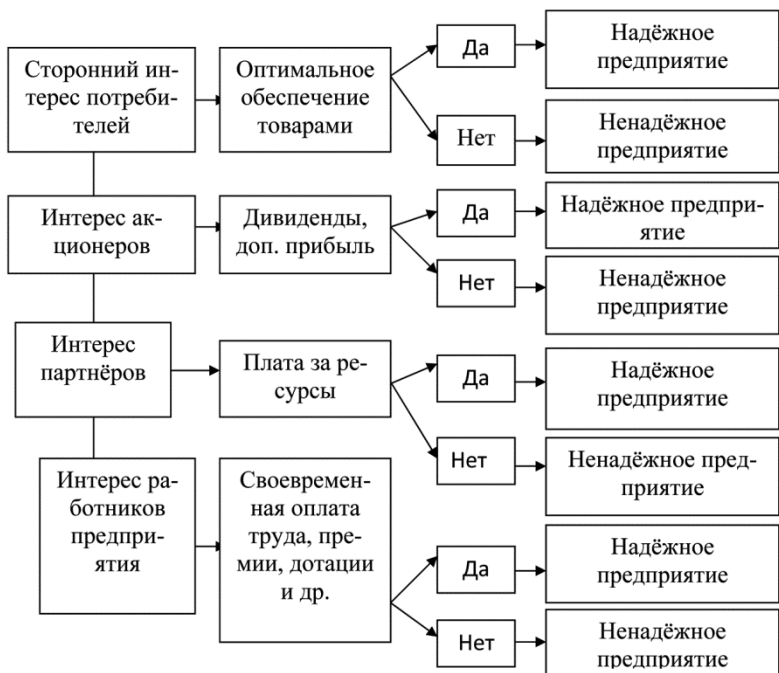 Сторонний ин-
терес потреби-
телей
Оптимальное
обеспечение
товарами
Да
Надёжное
предприятие
Нет
Ненадёжное
предприятие
Интерес ак-
ционеров
Дивиденды,
доп. прибыль
Да
Надёжное предпри-
ятие
Нет
Ненадёжное
предприятие
Интерес
партнёров
Плата за ре-
сурсы
Да
Надёжное
предприятие
Нет
Ненадёжное пред-
приятие
Интерес ра-
ботников
предприя-
тия
Своевремен-
ная оплата
труда, пре-
мии, дотации
и др.
Да
Надёжное
предприятие
Нет
Ненадёжное
предприятие